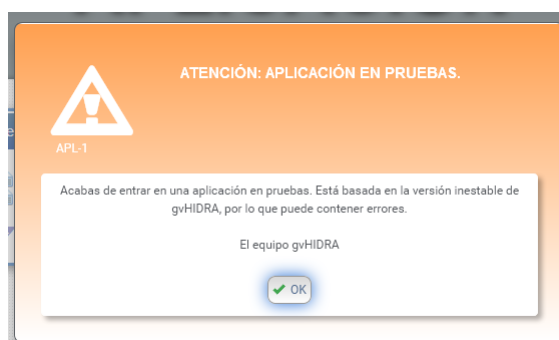 ATENCIÓN: APLICACIÓN EN PRUEBAS.
APL-1
Acabas de entrar en una aplicación en pruebas. Está basada en la versión inestable de
gvHIDRA, por lo que puede contener errores.
El equipo gvHIDRA
OK